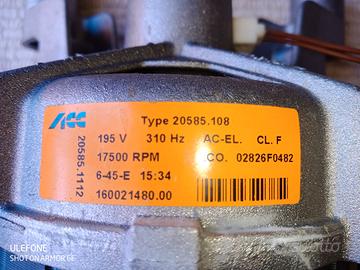 ACC
Type 20585.108
20585.1112
195 V 310 Hz AC-EL. CL. F
17500 RPM CO. 02826F0482
6-45-E 15:34
160021480.00
ULEFONE
SHOT ON ARMOR GE